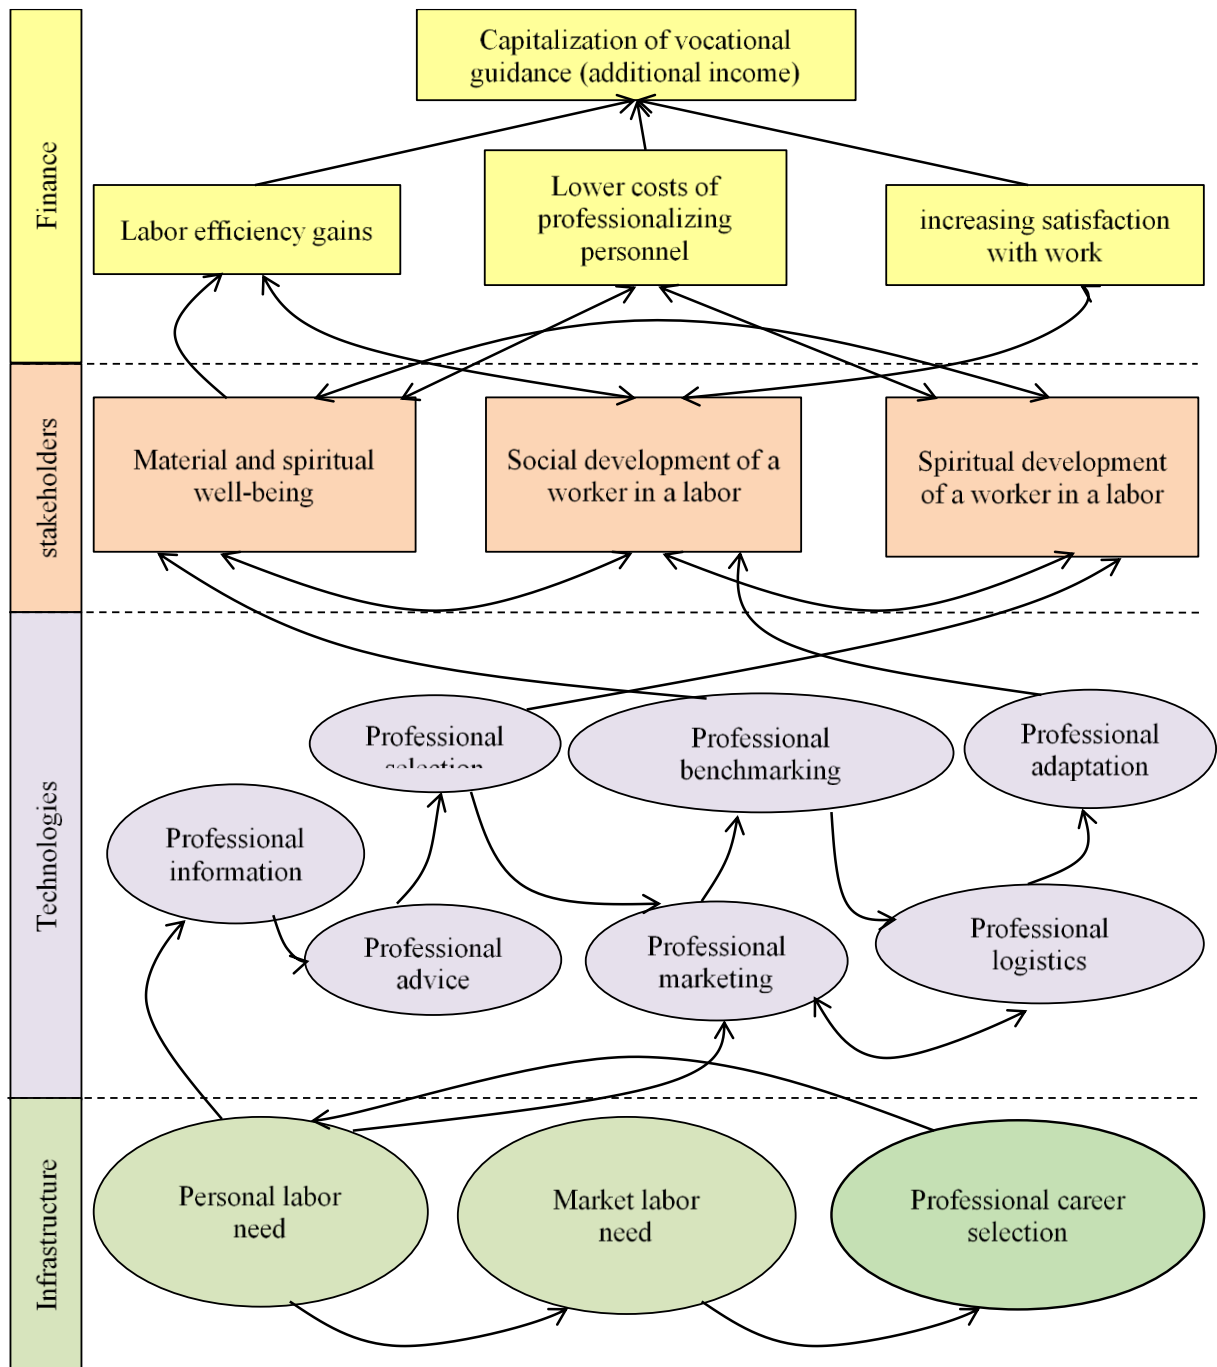 Finance
Capitalization of vocational
guidance (additional income)
Labor efficiency gains
Lower costs of
professionalizing
personnel
increasing satisfaction
with work
stakeholders
Material and spiritual
well-being
Social development of a
worker in a labor
Spiritual development
of a worker in a labor
Technologies
Professional
selection
Professional
benchmarking
Professional
adaptation
Professional
information
Professional
advice
Professional
marketing
Professional
logistics
Infrastructure
Personal labor
need
Market labor
need
Professional career
selection